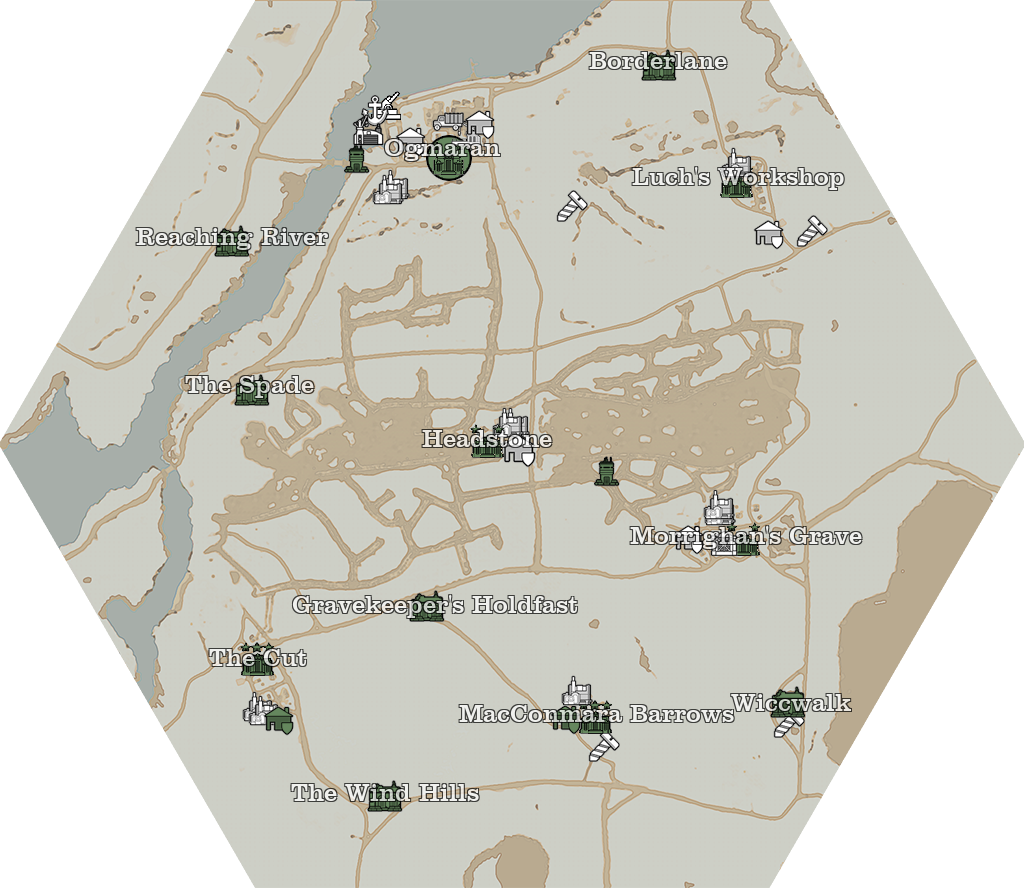 Borderlane
Ogmaran
Luch's Workshop
Reaching River
The Spade
Headstone
Morrighan's Grave
Gravekeeper's Holdfast
The Cut
Wiccwalk
MacConmara Barrows
The Wind Hills